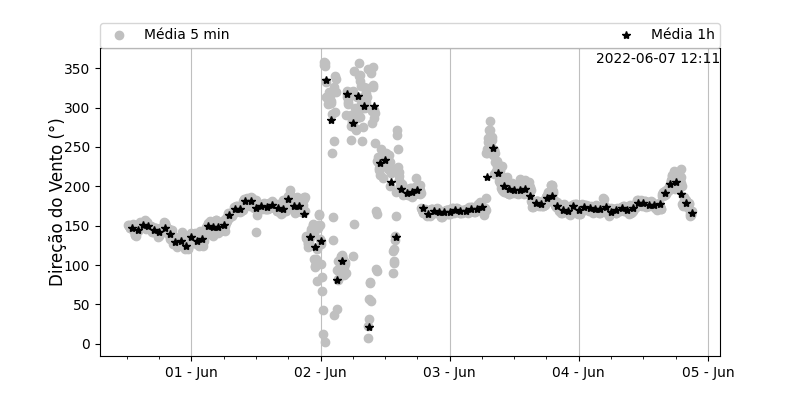 Média 5 min
Média 1h
2022-06-07 12:11
Direção do Vento (°)
350
300
250
200
150
100
50
0
01 - Jun
02 - Jun
03 - Jun
04 - Jun
05 - Jun